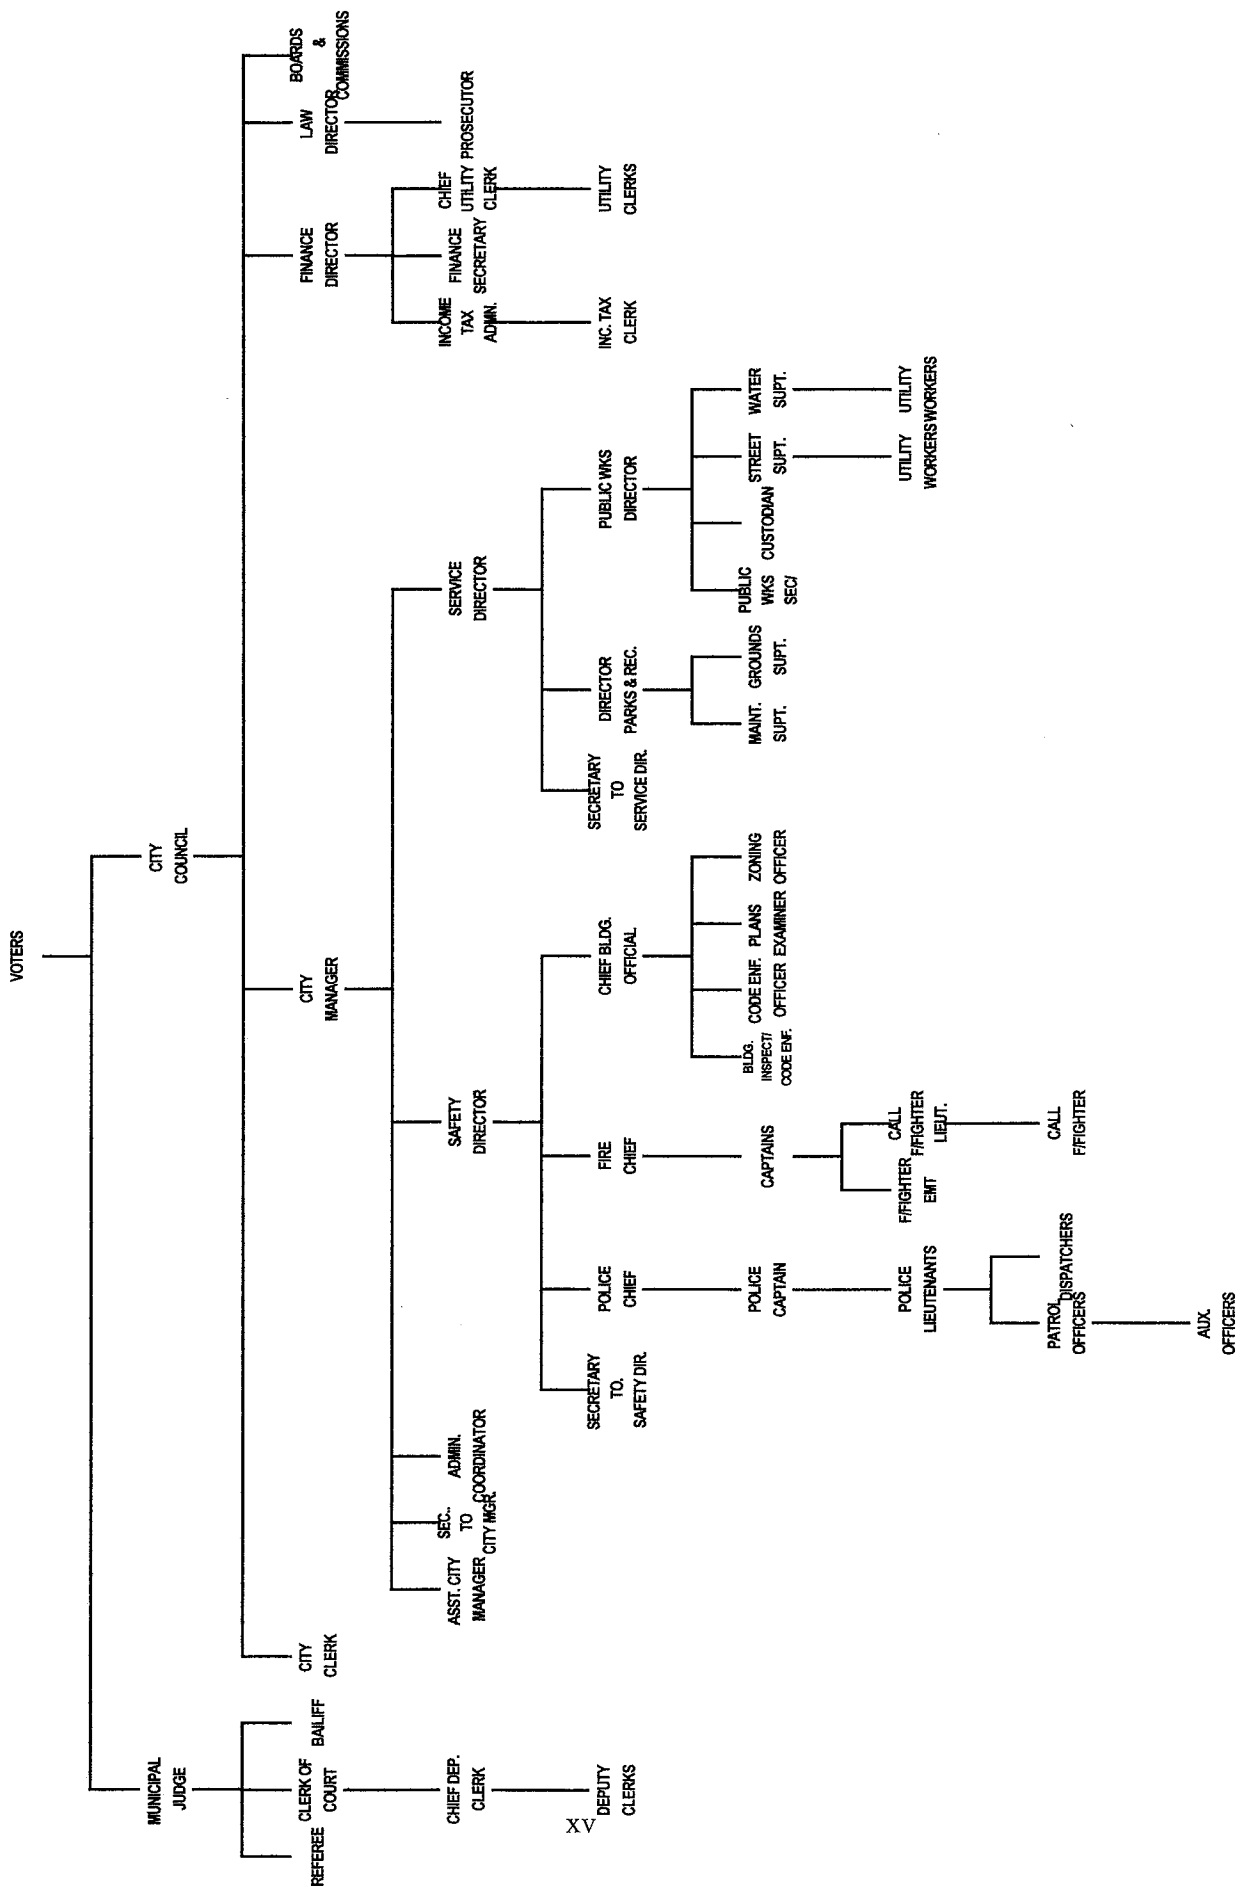 VOTERS
MUNICIPAL
JUDGE
CITY
COUNCIL
REFEREE
CLERK OF
COURT
BAILIFF
CITY
CLERK
CITY
MANAGER
FINANCE
DIRECTOR
LAW
DIRECTOR
BOARDS
&
COMMISSIONS
CHIEF DEP.
CLERK
ASST. CITY
MANAGER
SEC..
TO
CITY MGR.
ADMIN.
COORDINATOR
SAFETY
DIRECTOR
SERVICE
DIRECTOR
INCOME
TAX
ADMN.
FINANCE
SECRETARY
CHIEF
UTILITY
CLERK
PROSECUTOR
DEPUTY
CLERKS
SECRETARY
TO.
SAFETY DIR.
POLICE
CHIEF
FIRE
CHIEF
CHIEF BLDG.
OFFICIAL
SECRETARY
TO
SERVICE DIR.
DIRECTOR
PARKS & REC.
PUBLIC WKS
DIRECTOR
INC. TAX
CLERK
UTILITY
CLERKS
POLICE
CAPTAIN
CAPTAINS
BLDG.
INSPECT/
CODE ENF.
CODE ENF.
OFFICER
PLANS
EXAMINER
ZONING
OFFICER
MAINT.
SUPT.
GROUNDS
SUPT.
PUBLIC
WKS
SEC/
CUSTODIAN
STREET
SUPT.
WATER
SUPT.
POLICE
LIEUTENANTS
F/FIGHTER
EMT
CALL
F/FIGHTER
LIEUT.
UTILITY
WORKERS
UTILITY
WORKERS
PATROL
OFFICERS
DISPATCHERS
CALL
F/FIGHTER
AUX.
OFFICERS
XV